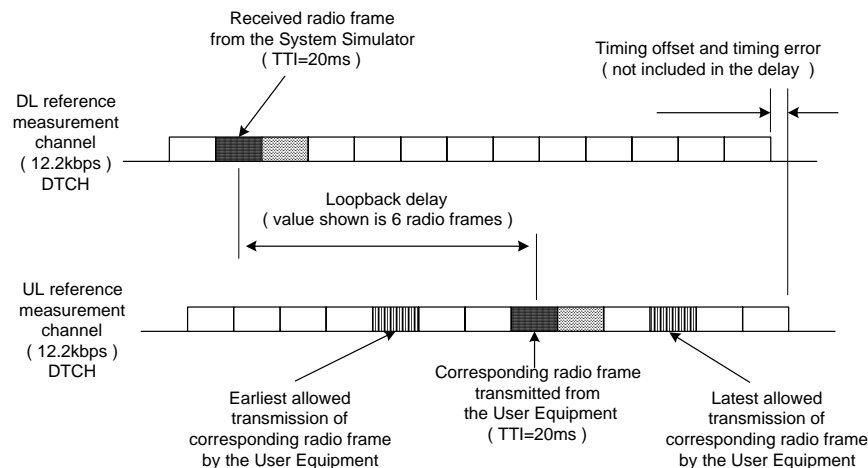 Received radio frame
from the System Simulator
( TTI=20ms )
Timing offset and timing error
( not included in the delay )
DL reference
measurement
channel
( 12.2kbps )
DTCH
Loopback delay
( value shown is 6 radio frames )
UL reference
measurement
channel
( 12.2kbps )
DTCH
Earliest allowed
transmission of
corresponding radio frame
by the User Equipment
Corresponding radio frame
transmitted from
the User Equipment
( TTI=20ms )
Latest allowed
transmission of
corresponding radio frame
by the User Equipment